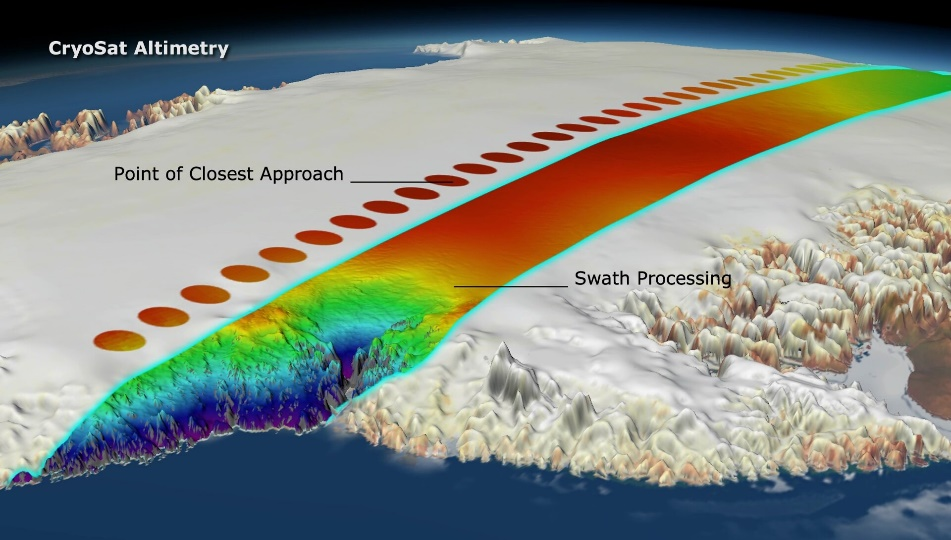 CryoSat Altimetry
Point of Closest Approach
Swath Processing